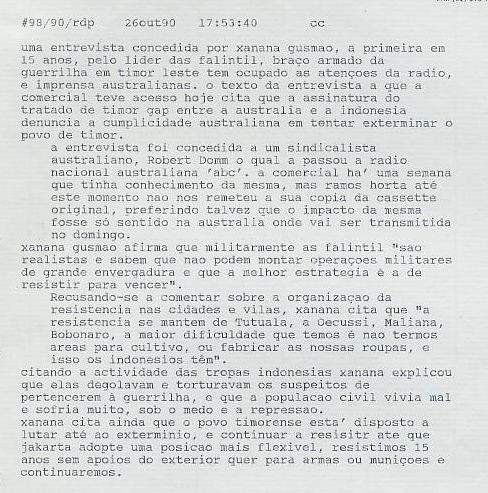 #98/90/rdp 26out90 17:53:40 cc
uma entrevista concedida por xanana gusmao, a primeira em
15 anos, pelo lider das falintil, braço armado da
guerrilha em timor leste tem ocupado as atençoes da radio,
e imprensa australianas. o texto da entrevista a que a
comercial teve acesso hoje cita que a assinatura do
tratado de timor gap entre a australia e a indonesia
denuncia a cumplicidade australiana em tentar exterminar o
povo de timor.
a entrevista foi concedida a um sindicalista
australiano, Robert Domm o qual a passou a radio
nacional australiana 'abc'. a comercial ha' uma semana
que tinha conhecimento da mesma, mas ramos horta até
este momento nao nos remeteu a sua copia da cassette
original, preferindo talvez que o impacto da mesma
fosse só sentido na australia onde vai ser transmitida
no domingo.
xanana gusmao afirma que militarmente as falintil "sao
realistas e sabem que nao podem montar operaçoes militares
de grande envergadura e que a melhor estrategia é a de
resistir para vencer".
Recusando-se a comentar sobre a organizaçao da
resistencia nas cidades e vilas, xanana cita que "a
resistencia se mantem de Tutuala, a Oecussi, Maliana,
Bobonaro, a maior dificuldade que temos é nao termos
areas para cultivo, ou fabricar as nossas roupas, e
isso os indonesios têm".
citando a actividade das tropas indonesias xanana explicou
que elas degolavam e torturavam os suspeitos de
pertencerem à guerrilha, e que a populacao civil vivia mal
e sofria muito, sob o medo e a repressao.
xanana cita ainda que o povo timorense esta' disposto a
lutar até ao exterminio, e continuar a resisitr ate que
jakarta adopte uma posicao mais flexivel, resistimos 15
anos sem apoios do exterior quer para armas ou muniçoes e
continuaremos.